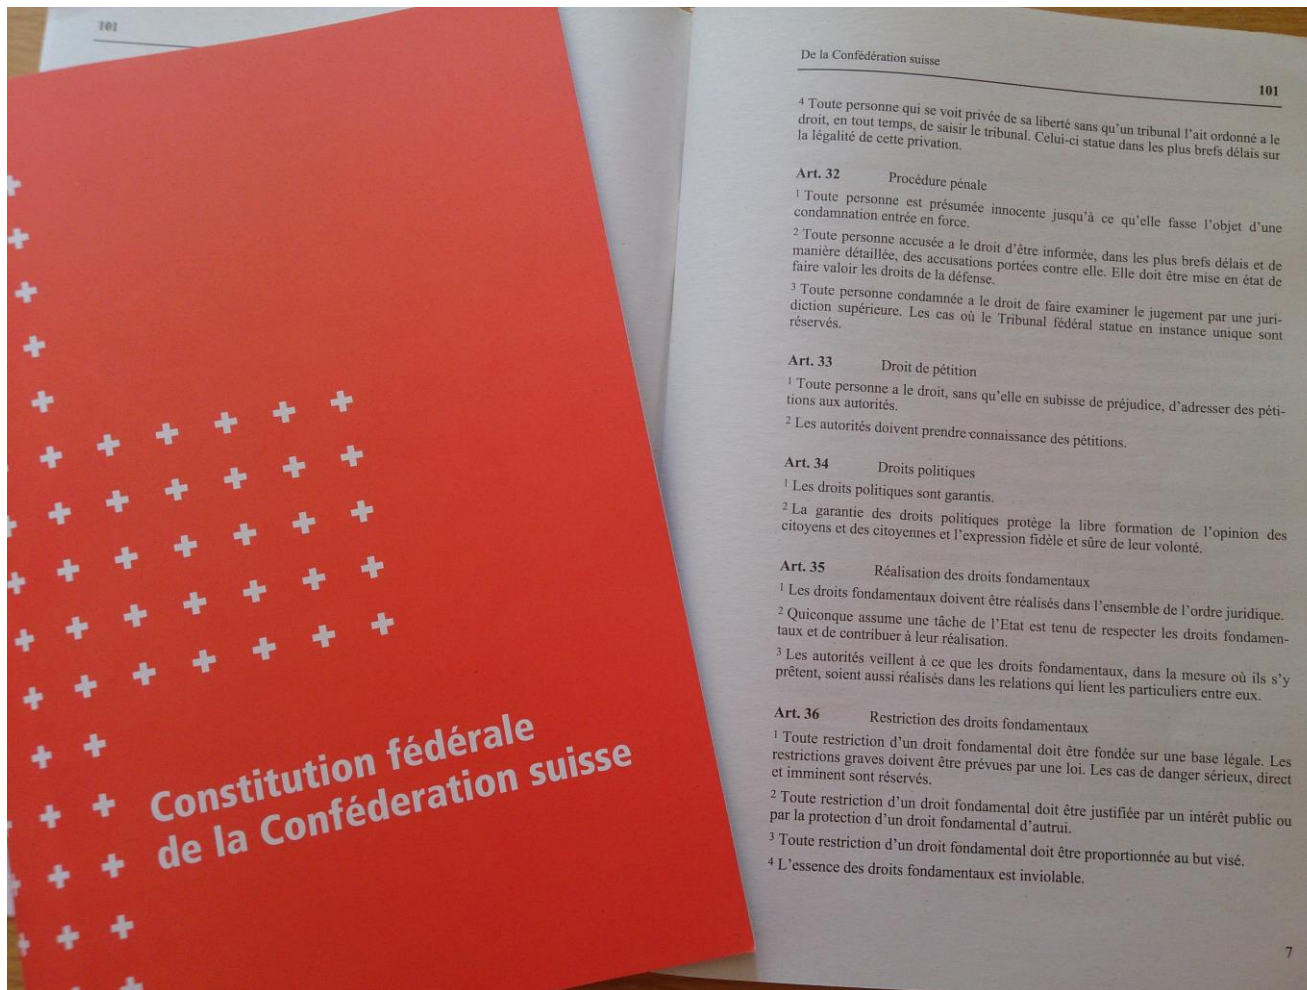 101
Constitution fédérale
de la Conféderation suisse
De la Confédération suisse
101
4 Toute personne qui se voit privée de sa liberté sans qu'un tribunal l'ait ordonné a le
droit, en tout temps, de saisir le tribunal. Celui-ci statue dans les plus brefs délais sur
la légalité de cette privation.
Art. 32 Procédure pénale
1 Toute personne est présumée innocente jusqu'à ce qu'elle fasse l'objet d'une
condamnation entrée en force.
2 Toute personne accusée a le droit d'être informée, dans les plus brefs délais et de
manière détaillée, des accusations portées contre elle. Elle doit être mise en état de
faire valoir les droits de la défense.
3 Toute personne condamnée a le droit de faire examiner le jugement par une juri-
diction supérieure. Les cas où le Tribunal fédéral statue en instance unique sont
réservés.
Art. 33 Droit de pétition
1 Toute personne a le droit, sans qu'elle en subisse de préjudice, d'adresser des péti-
tions aux autorités.
2 Les autorités doivent prendre connaissance des pétitions.
Art. 34 Droits politiques
1 Les droits politiques sont garantis.
2 La garantie des droits politiques protège la libre formation de l'opinion des
citoyens et des citoyennes et l'expression fidèle et sûre de leur volonté.
Art. 35 Réalisation des droits fondamentaux
1 Les droits fondamentaux doivent être réalisés dans l'ensemble de l'ordre juridique.
2 Quiconque assume une tâche de l'Etat est tenu de respecter les droits fondamen-
taux et de contribuer à leur réalisation.
3 Les autorités veillent à ce que les droits fondamentaux, dans la mesure où ils s'y
prêtent, soient aussi réalisés dans les relations qui lient les particuliers entre eux.
Art. 36 Restriction des droits fondamentaux
1 Toute restriction d'un droit fondamental doit être fondée sur une base légale. Les
restrictions graves doivent être prévues par une loi. Les cas de danger sérieux, direct
et imminent sont réservés.
2 Toute restriction d'un droit fondamental doit être justifiée par un intérêt public ou
par la protection d'un droit fondamental d'autrui.
3 Toute restriction d'un droit fondamental doit être proportionnée au but visé.
4 L'essence des droits fondamentaux est inviolable.
7